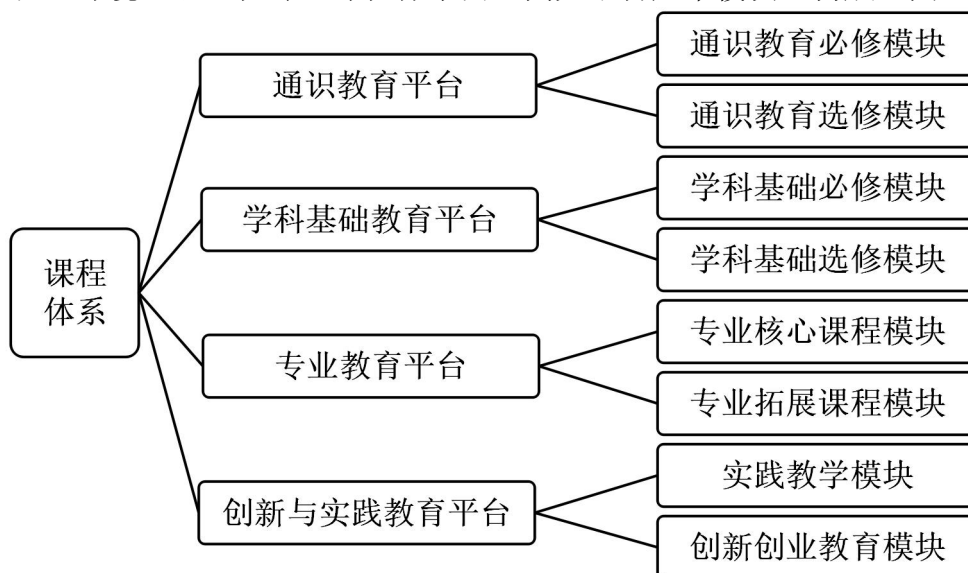 通识教育必修模块
通识教育平台
通识教育选修模块
学科基础必修模块
学科基础教育平台
学科基础选修模块
课程
体系
专业核心课程模块
专业教育平台
专业拓展课程模块
实践教学模块
创新与实践教育平台
创新创业教育模块